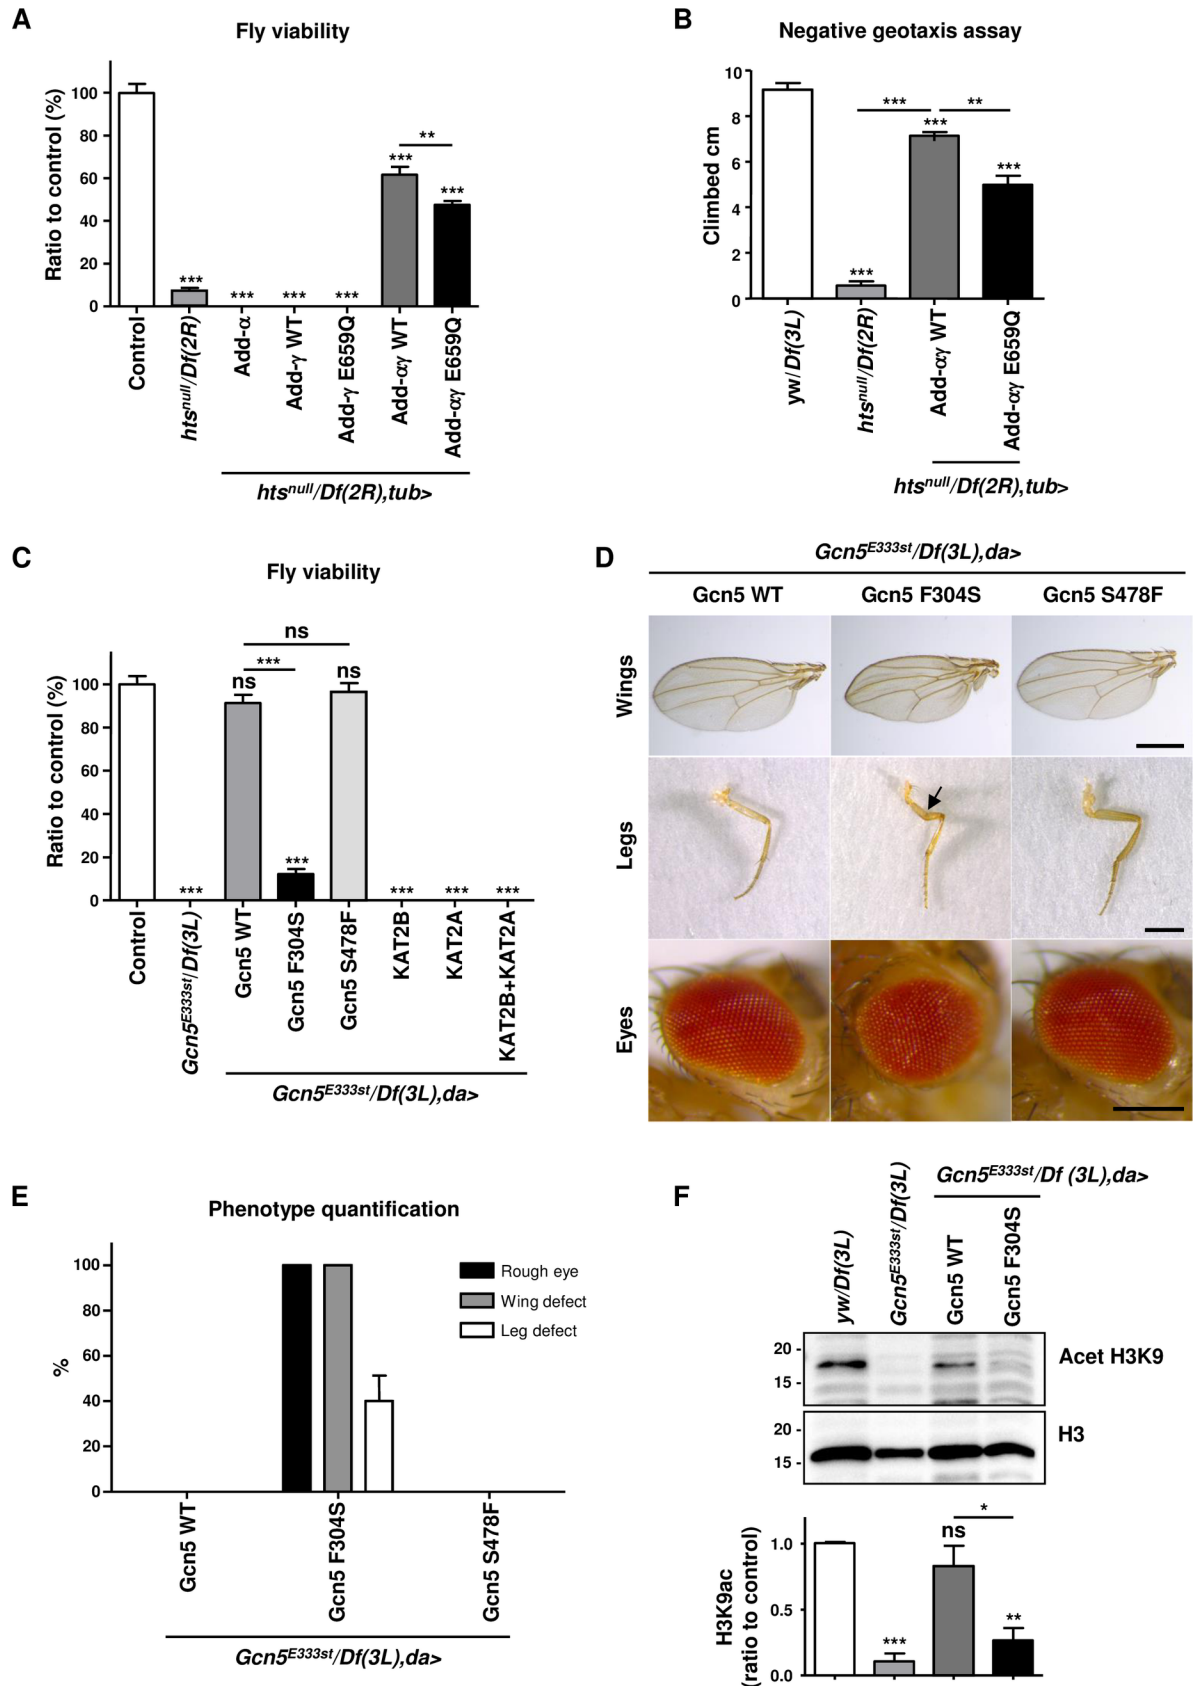 A
Fly viability
Ratio to control (%)
100
80
60
40
20
0
***
***
***
***
***
***
**
Control
hts^null/Df(2R)
Add-α
Add-γ WT
Add-γ E659Q
Add-αγ WT
Add-αγ E659Q
hts^null/Df(2R),tub>
B
Negative geotaxis assay
Climbed cm
10
8
6
4
2
0
***
**
***
***
***
yw/Df(3L)
hts^null/Df(2R)
Add-αγ WT
Add-αγ E659Q
hts^null/Df(2R),tub>
C
Fly viability
Ratio to control (%)
100
80
60
40
20
0
ns
***
ns
ns
***
***
***
***
***
Control
Gcn5^E333st/Df(3L)
Gcn5 WT
Gcn5 F304S
Gcn5 S478F
KAT2B
KAT2A
KAT2B+KAT2A
Gcn5^E333st/Df(3L),da>
D
Gcn5^E333st/Df(3L),da>
Gcn5 WT Gcn5 F304S Gcn5 S478F
Wings
Legs
Eyes
E
Phenotype quantification
%
100
80
60
40
20
0
Rough eye
Wing defect
Leg defect
Gcn5 WT
Gcn5 F304S
Gcn5 S478F
Gcn5^E333st/Df(3L),da>
F
Gcn5^E333st/Df (3L),da>
yw/Df(3L)
Gcn5^E333st/Df(3L)
Gcn5 WT
Gcn5 F304S
20 -
15 -
Acet H3K9
20 -
15 -
H3
H3K9ac
(ratio to control)
1.0
0.5
0.0
***
ns
*
**